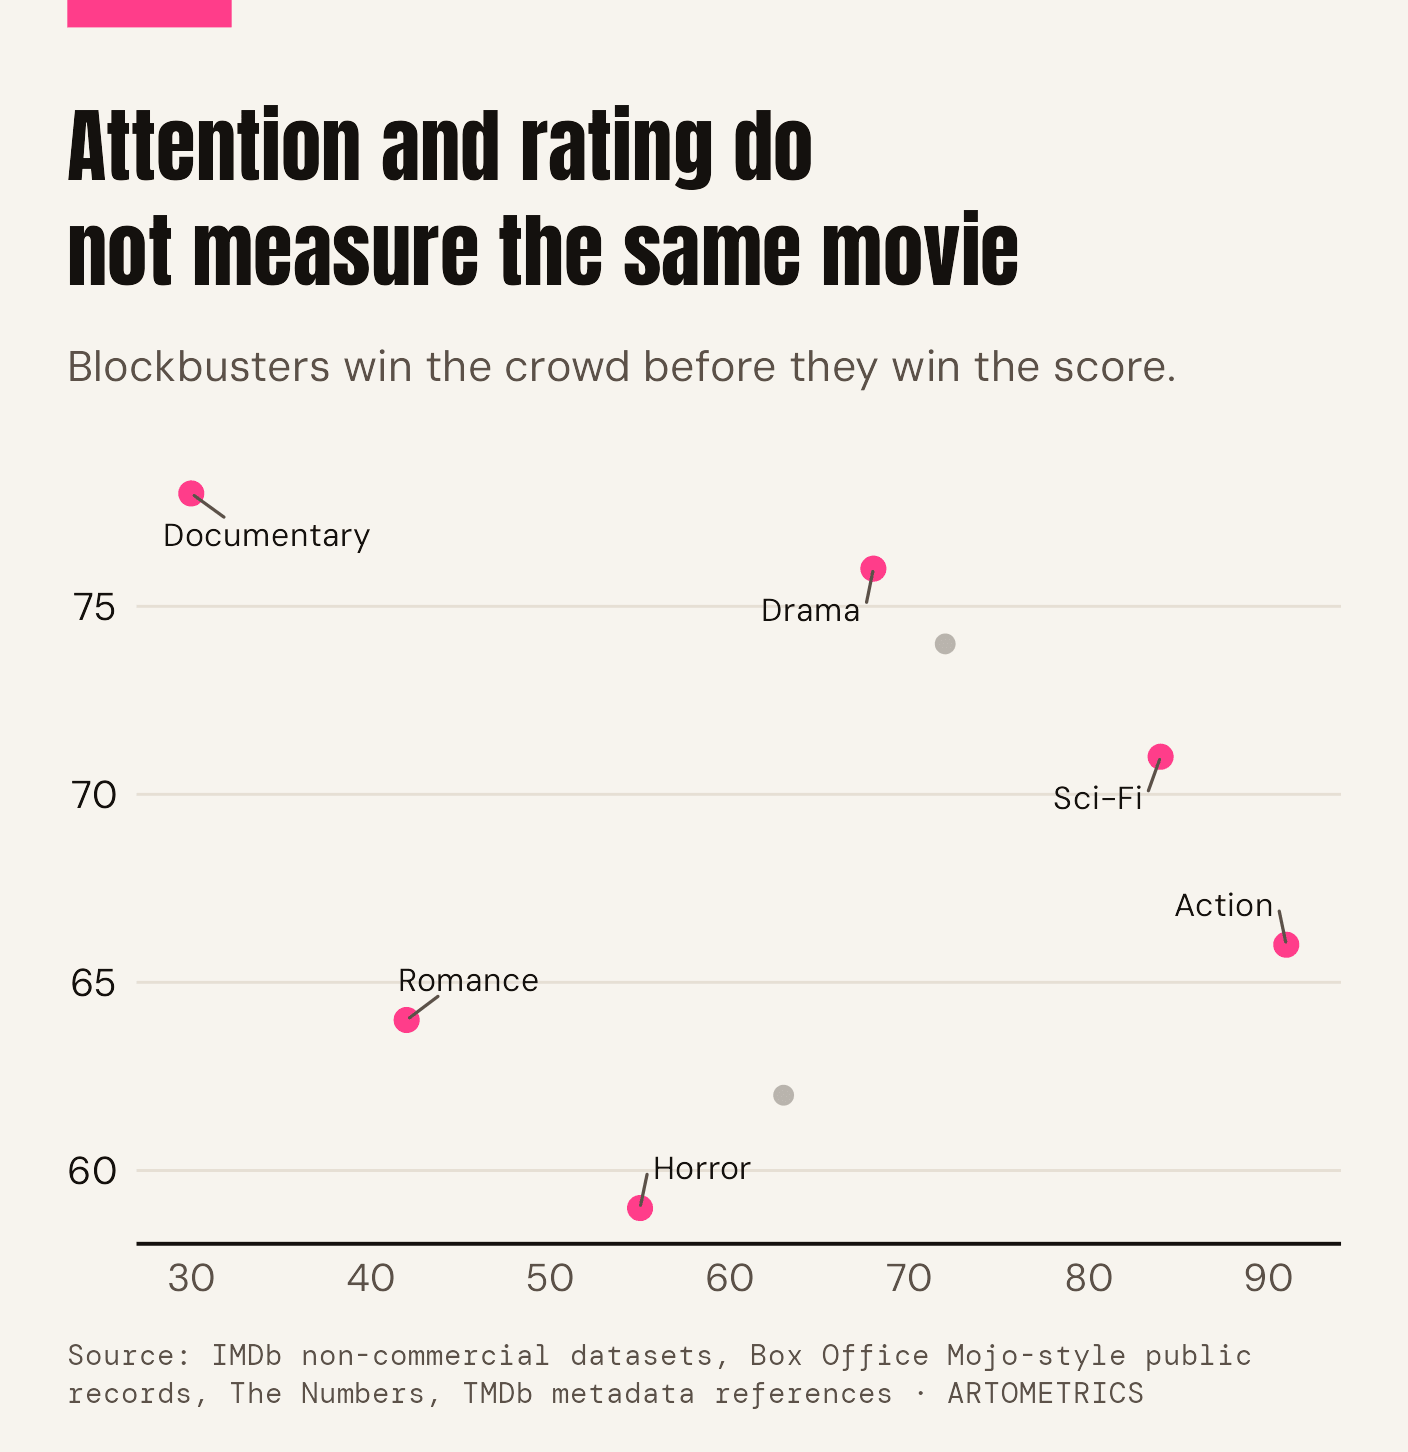 Attention and rating do
not measure the same movie
Blockbusters win the crowd before they win the score.
Documentary
Drama
75
Sci-Fi
70
Action
Romance
65
Horror
60
30 40 50 60 70 80 90
Source: IMDb non-commercial datasets, Box Office Mojo-style public
records, The Numbers, TMDb metadata references · ARTOMETRICS